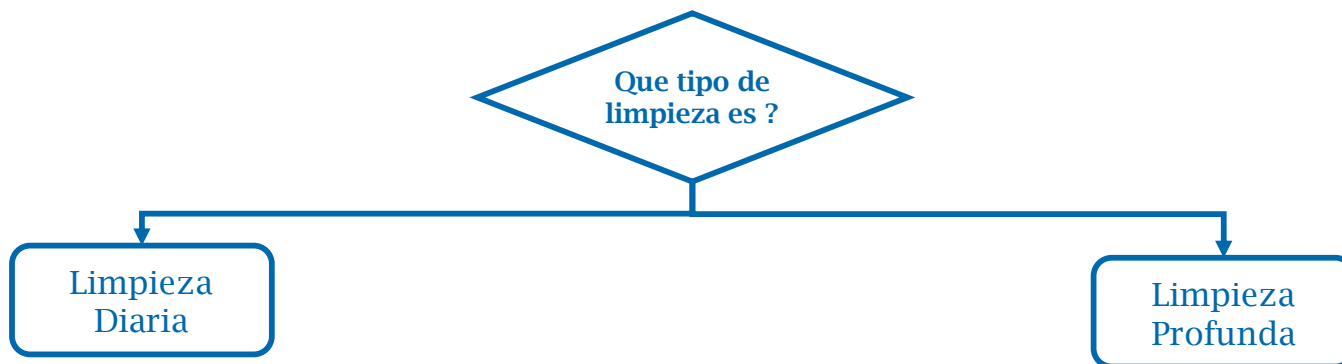 Que tipo de
limpieza es ?
Limpieza
Diaria
Limpieza
Profunda